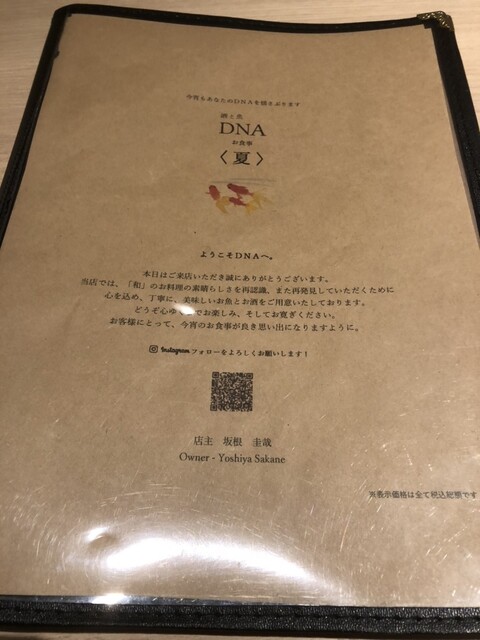 今宵もあなたのDNAを揺さぶります
酒と魚
DNA
お食事
〈夏〉
ようこそDNAへ。
本日はご来店いただき誠にありがとうございます。
当店では、「和」のお料理の素晴らしさを再認識、また再発見していただくために
心を込め、丁寧に、美味しいお魚とお酒をご用意いたしております。
どうぞ心ゆくまでお楽しみ、そしてお寛ぎください。
お客様にとって、今宵のお食事が良き思い出になりますように。
Instagram フォローをよろしくお願いします！
店主 坂根 圭哉
Owner - Yoshiya Sakane
※表示価格は全て税込総額です